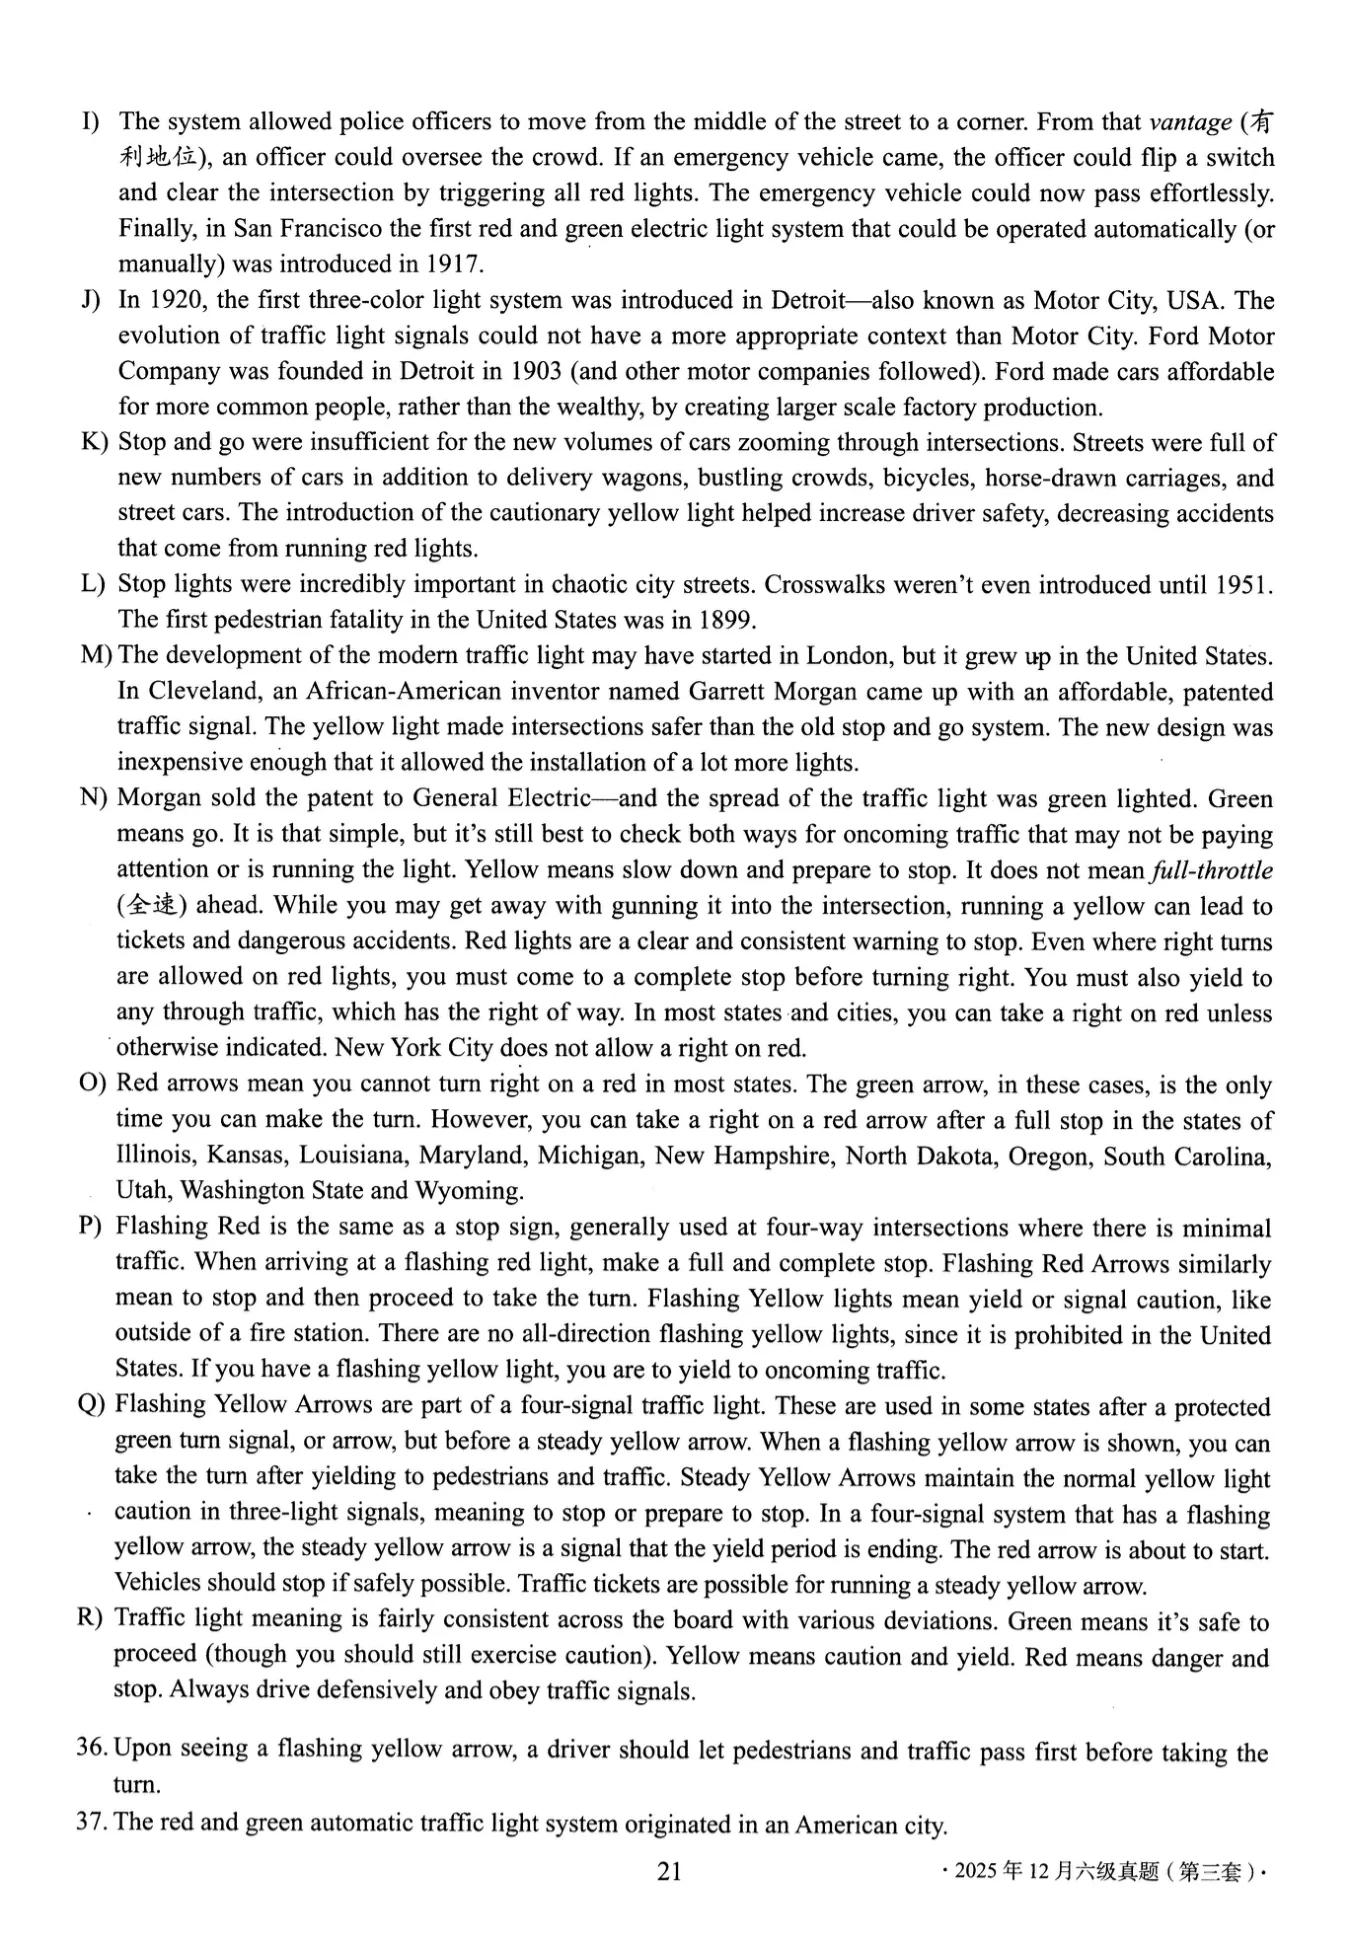 I) The system allowed police officers to move from the middle of the street to a corner. From that vantage (有
利地位), an officer could oversee the crowd. If an emergency vehicle came, the officer could flip a switch
and clear the intersection by triggering all red lights. The emergency vehicle could now pass effortlessly.
Finally, in San Francisco the first red and green electric light system that could be operated automatically (or
manually) was introduced in 1917.
J) In 1920, the first three-color light system was introduced in Detroit—also known as Motor City, USA. The
evolution of traffic light signals could not have a more appropriate context than Motor City. Ford Motor
Company was founded in Detroit in 1903 (and other motor companies followed). Ford made cars affordable
for more common people, rather than the wealthy, by creating larger scale factory production.
K) Stop and go were insufficient for the new volumes of cars zooming through intersections. Streets were full of
new numbers of cars in addition to delivery wagons, bustling crowds, bicycles, horse-drawn carriages, and
street cars. The introduction of the cautionary yellow light helped increase driver safety, decreasing accidents
that come from running red lights.
L) Stop lights were incredibly important in chaotic city streets. Crosswalks weren't even introduced until 1951.
The first pedestrian fatality in the United States was in 1899.
M) The development of the modern traffic light may have started in London, but it grew up in the United States.
In Cleveland, an African-American inventor named Garrett Morgan came up with an affordable, patented
traffic signal. The yellow light made intersections safer than the old stop and go system. The new design was
inexpensive enough that it allowed the installation of a lot more lights.
N) Morgan sold the patent to General Electric—and the spread of the traffic light was green lighted. Green
means go. It is that simple, but it's still best to check both ways for oncoming traffic that may not be paying
attention or is running the light. Yellow means slow down and prepare to stop. It does not mean full-throttle
(全速) ahead. While you may get away with gunning it into the intersection, running a yellow can lead to
tickets and dangerous accidents. Red lights are a clear and consistent warning to stop. Even where right turns
are allowed on red lights, you must come to a complete stop before turning right. You must also yield to
any through traffic, which has the right of way. In most states and cities, you can take a right on red unless
otherwise indicated. New York City does not allow a right on red.
O) Red arrows mean you cannot turn right on a red in most states. The green arrow, in these cases, is the only
time you can make the turn. However, you can take a right on a red arrow after a full stop in the states of
Illinois, Kansas, Louisiana, Maryland, Michigan, New Hampshire, North Dakota, Oregon, South Carolina,
Utah, Washington State and Wyoming.
P) Flashing Red is the same as a stop sign, generally used at four-way intersections where there is minimal
traffic. When arriving at a flashing red light, make a full and complete stop. Flashing Red Arrows similarly
mean to stop and then proceed to take the turn. Flashing Yellow lights mean yield or signal caution, like
outside of a fire station. There are no all-direction flashing yellow lights, since it is prohibited in the United
States. If you have a flashing yellow light, you are to yield to oncoming traffic.
Q) Flashing Yellow Arrows are part of a four-signal traffic light. These are used in some states after a protected
green turn signal, or arrow, but before a steady yellow arrow. When a flashing yellow arrow is shown, you can
take the turn after yielding to pedestrians and traffic. Steady Yellow Arrows maintain the normal yellow light
caution in three-light signals, meaning to stop or prepare to stop. In a four-signal system that has a flashing
yellow arrow, the steady yellow arrow is a signal that the yield period is ending. The red arrow is about to start.
Vehicles should stop if safely possible. Traffic tickets are possible for running a steady yellow arrow.
R) Traffic light meaning is fairly consistent across the board with various deviations. Green means it's safe to
proceed (though you should still exercise caution). Yellow means caution and yield. Red means danger and
stop. Always drive defensively and obey traffic signals.
36. Upon seeing a flashing yellow arrow, a driver should let pedestrians and traffic pass first before taking the
turn.
37. The red and green automatic traffic light system originated in an American city.
21
·2025年12月六级真题(第三套)·